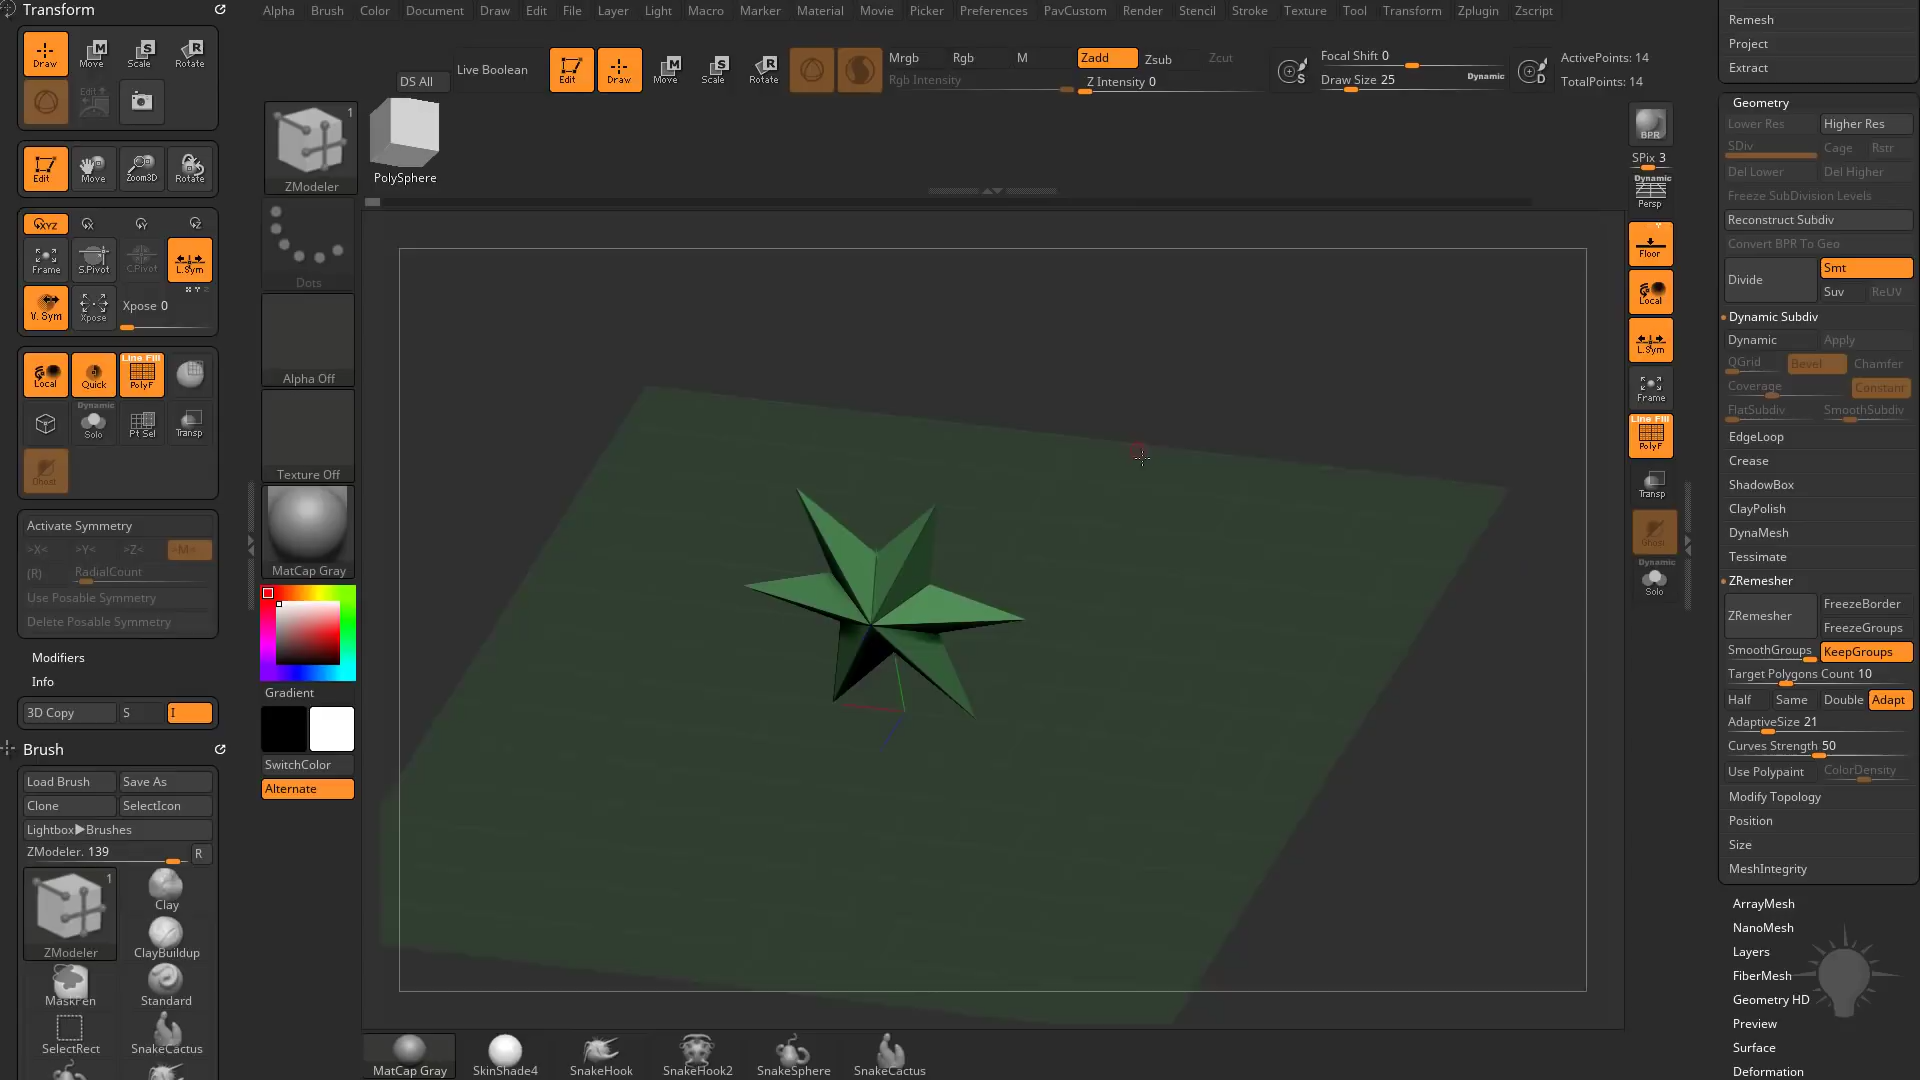 Transform
Alpha Brush Color Document Draw Edit File Layer Light Macro Marker Material Movie Picker Preferences PavCustom Render Stencil Stroke Texture Tool Transform Zplugin Zscript
Draw Move Scale Rotate
Edit
DS All
Live Boolean
Edit Draw Move Scale Rotate
Mrgb Rgb M
Rgb Intensity
Zadd Zsub Zcut
Z Intensity 0
S
Focal Shift 0
Draw Size 25
Dynamic
D
ActivePoints: 14
TotalPoints: 14
Edit Move Zoom3D Rotate
XYZ X Y Z
Frame S.Pivot C.Pivot L.Sym
V. Sym Xpose
Xpose 0
Local Quick
Line Fill
PolyF
Dynamic
Solo Pt Sel Transp
Ghost
Activate Symmetry
>X< >Y< >Z< >M<
(R) RadialCount
Use Posable Symmetry
Delete Posable Symmetry
Modifiers
Info
3D Copy S I
Brush
Load Brush Save As
Clone SelectIcon
Lightbox▶Brushes
ZModeler. 139 R
1
ZModeler
Clay
ClayBuildup
MaskPen Standard
SelectRect SnakeCactus
1
ZModeler
PolySphere
Dots
Alpha Off
Texture Off
MatCap Gray
Gradient
SwitchColor
Alternate
MatCap Gray SkinShade4 SnakeHook SnakeHook2 SnakeSphere SnakeCactus
BPR
SPix 3
Dynamic
Persp
Floor
Local
L.Sym
Frame
Line Fill
PolyF
Transp
Ghost
Dynamic
Solo
Remesh
Project
Extract
Geometry
Lower Res Higher Res
SDiv Cage Rstr
Del Lower Del Higher
Freeze SubDivision Levels
Reconstruct Subdiv
Convert BPR To Geo
Divide Smt
Suv ReUV
Dynamic Subdiv
Dynamic Apply
QGrid Bevel Chamfer
Coverage Constant
FlatSubdiv SmoothSubdiv
EdgeLoop
Crease
ShadowBox
ClayPolish
DynaMesh
Tessimate
ZRemesher
ZRemesher FreezeBorder
FreezeGroups
SmoothGroups KeepGroups
Target Polygons Count 10
Half Same Double Adapt
AdaptiveSize 21
Curves Strength 50
Use Polypaint ColorDensity
Modify Topology
Position
Size
MeshIntegrity
ArrayMesh
NanoMesh
Layers
FiberMesh
Geometry HD
Preview
Surface
Deformation